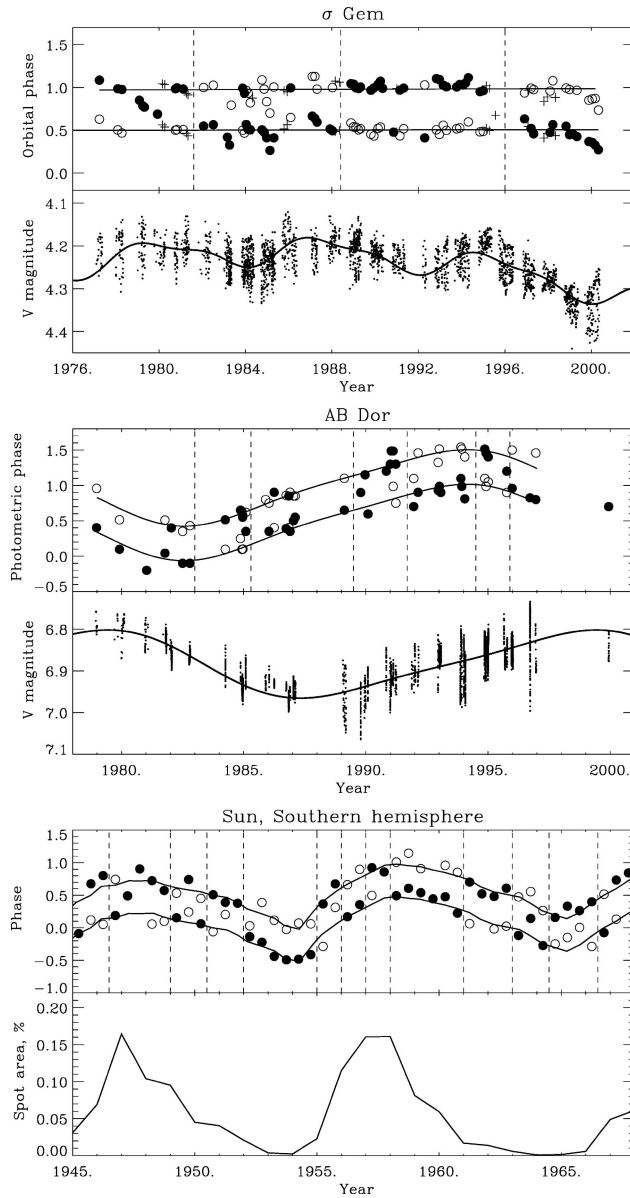 σ Gem
Orbital phase
1.5
1.0
0.5
0.0
V magnitude
4.1
4.2
4.3
4.4
1976. 1980. 1984. 1988. 1992. 1996. 2000.
Year
AB Dor
Photometric phase
1.5
1.0
0.5
0.0
−0.5
V magnitude
6.8
6.9
7.0
7.1
1980. 1985. 1990. 1995. 2000.
Year
Sun, Southern hemisphere
Phase
1.5
1.0
0.5
0.0
−0.5
−1.0
Spot area, %
0.20
0.15
0.10
0.05
0.00
1945. 1950. 1955. 1960. 1965.
Year